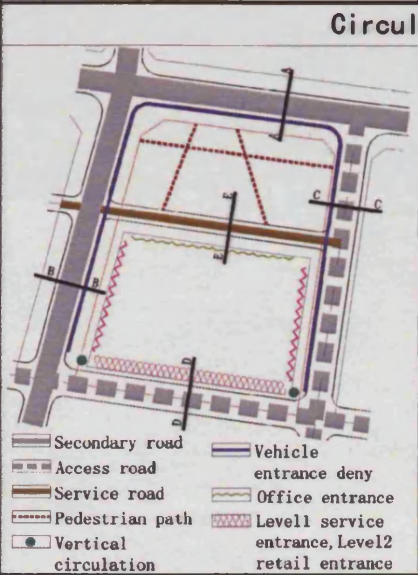 Circul
A
A
C C
E
E
B B
D
D
Secondary road
Access road
Service road
Pedestrian path
Vertical
circulation
Vehicle
entrance deny
Office entrance
Level1 service
entrance, Level2
retail entrance